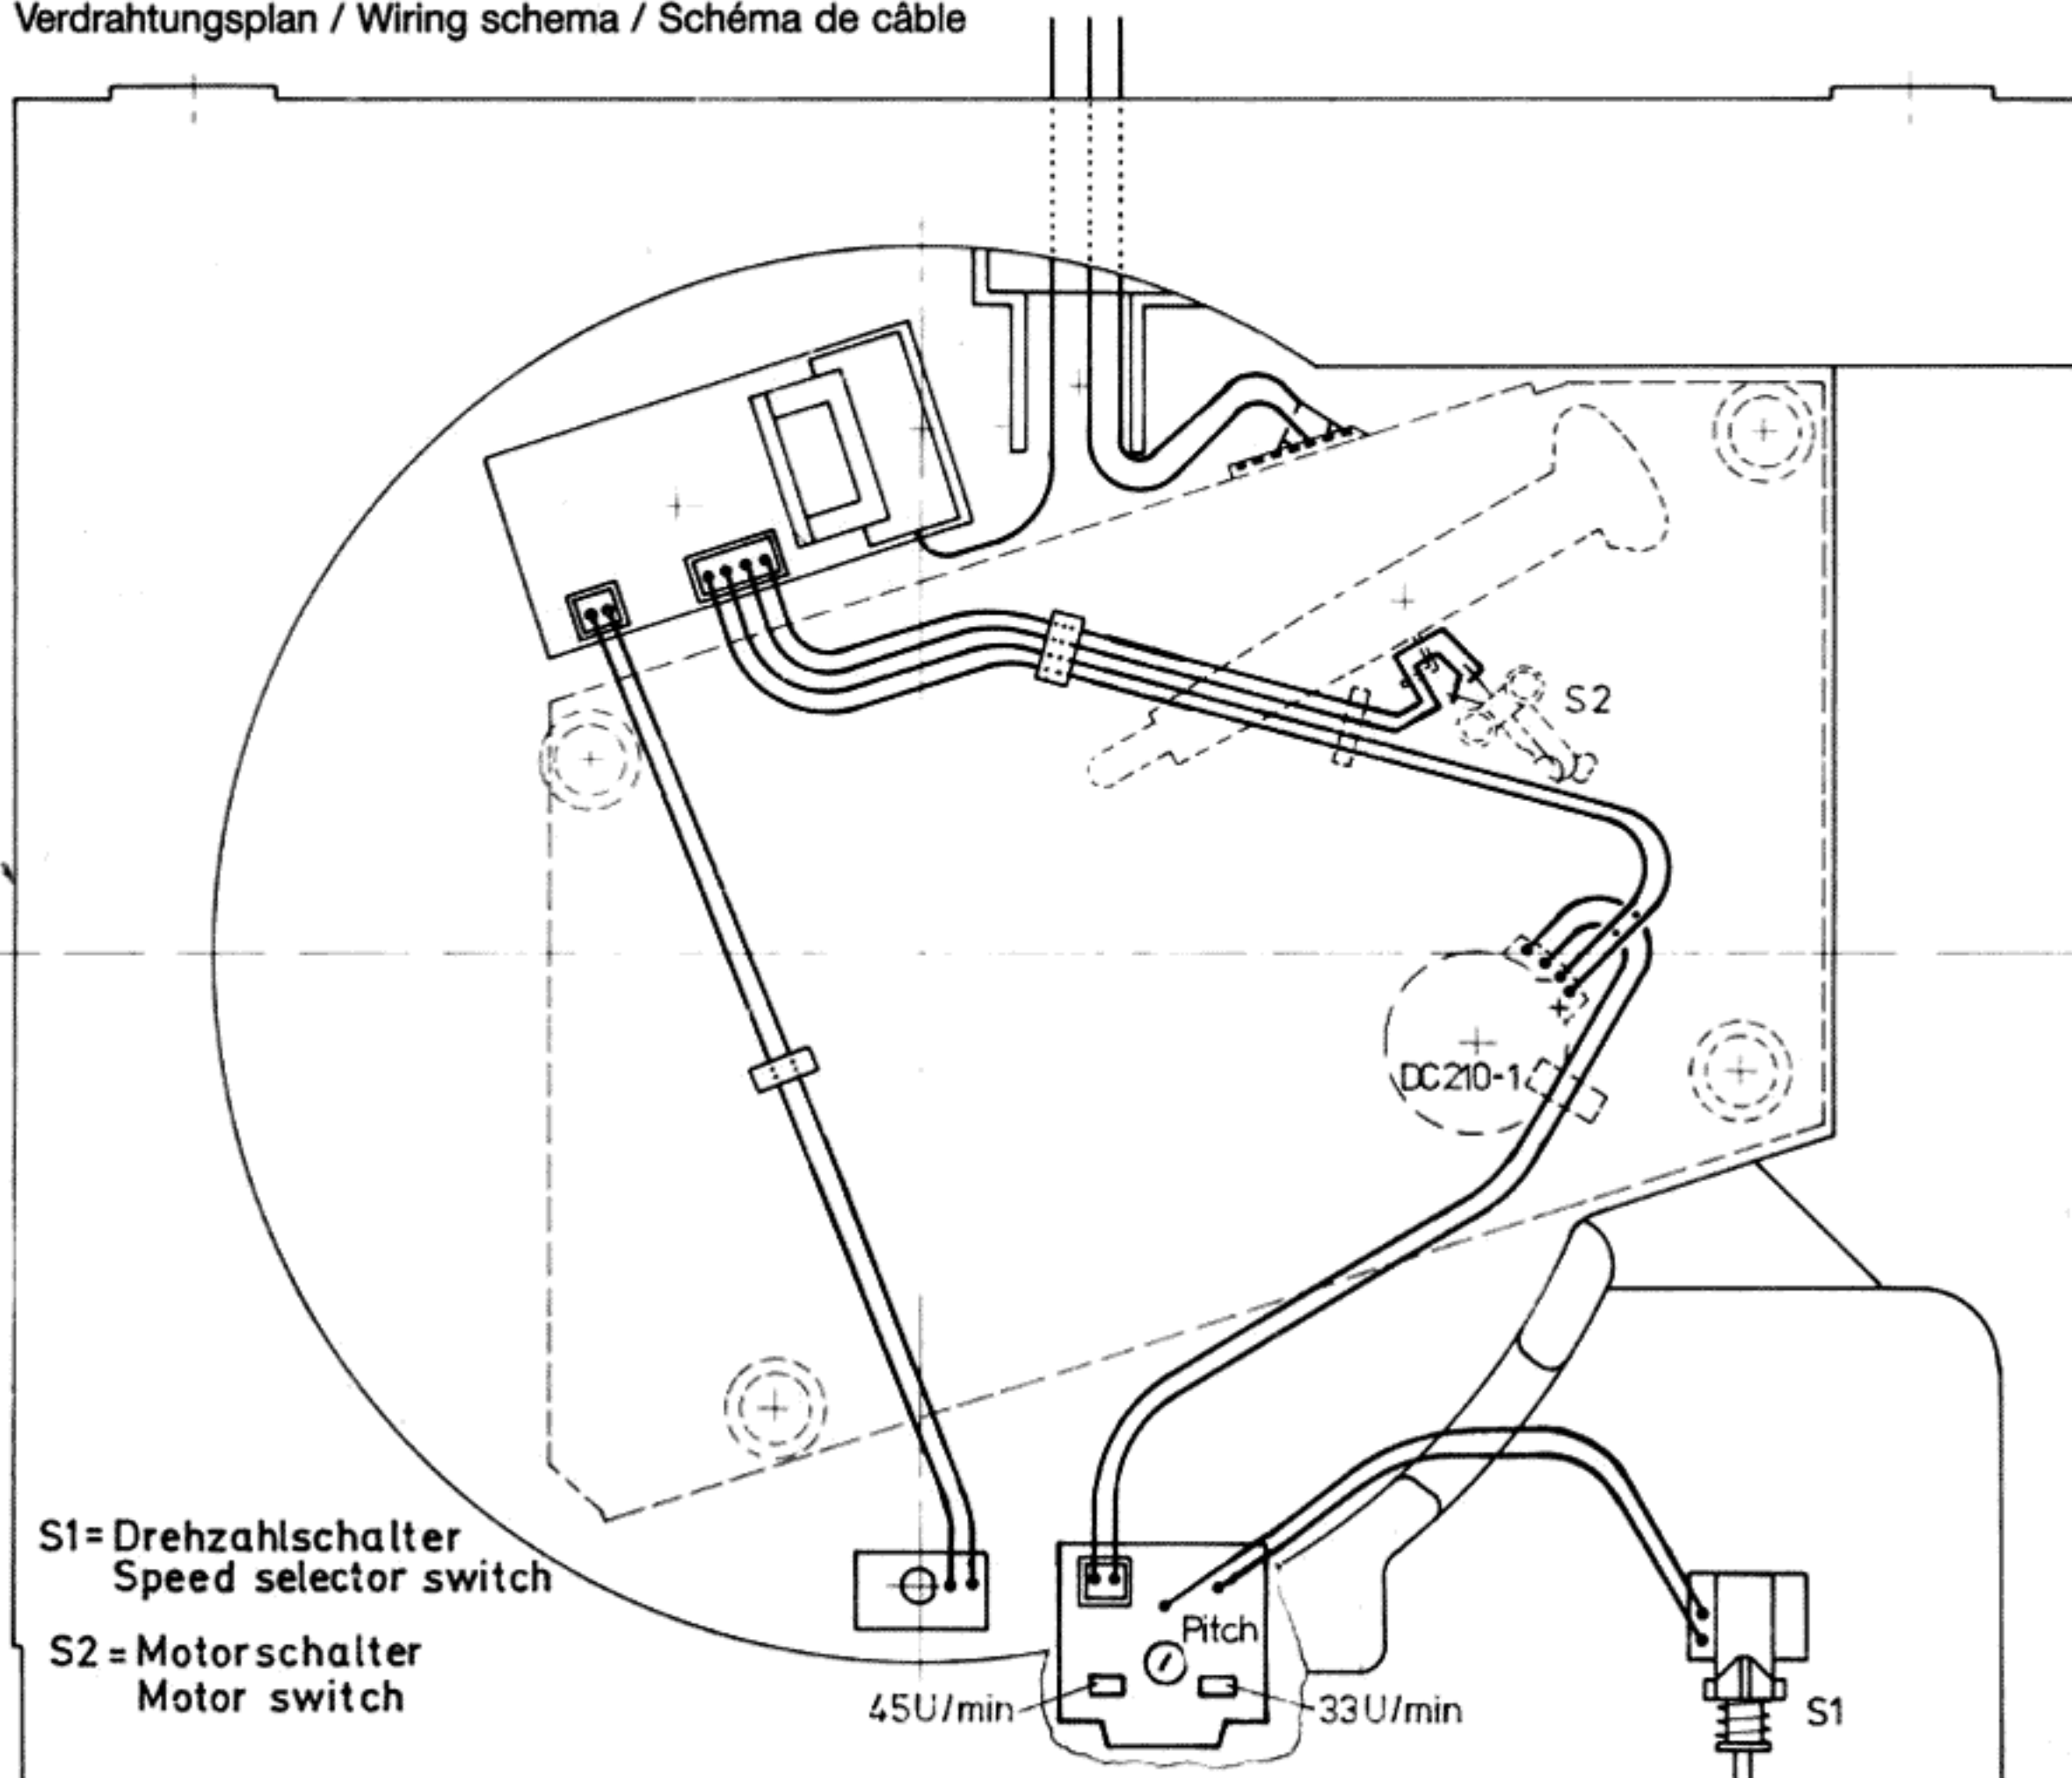 Verdrahtungsplan / Wiring schema / Schéma de câble
S2
DC210-1
S1= Drehzahlschalter
Speed selector switch
S2 = Motorschalter
Motor switch
Pitch
45U/min
33U/min
S1